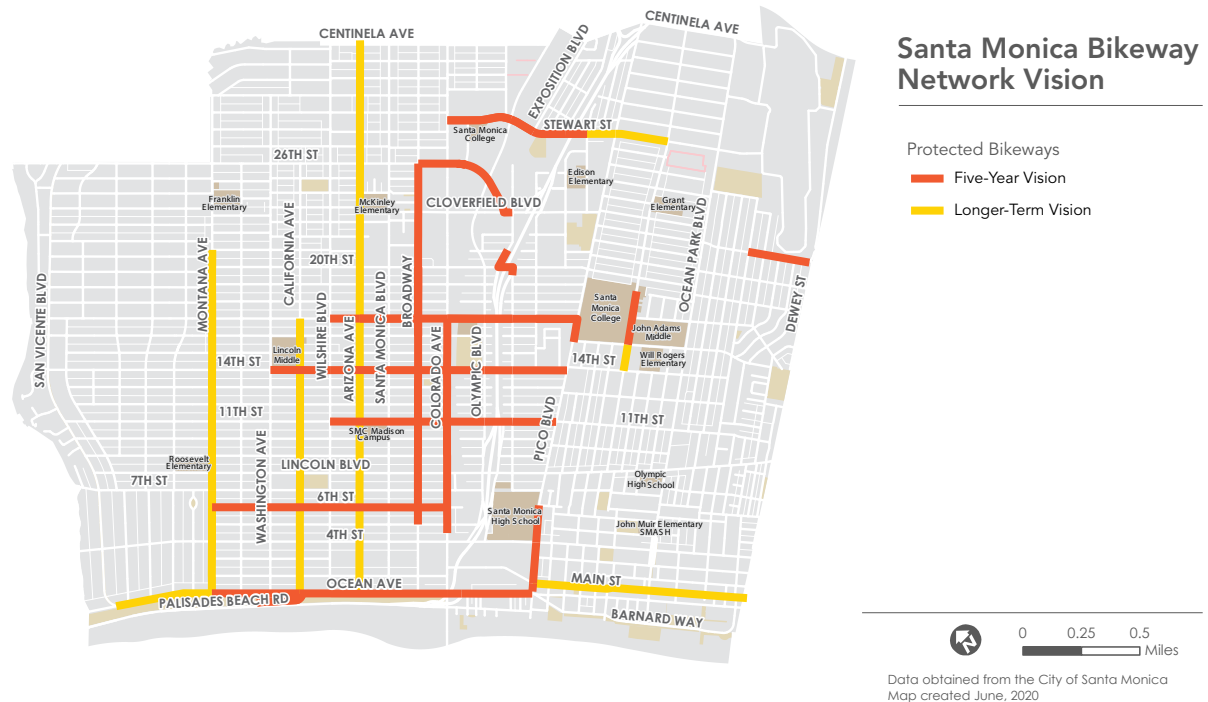 CENTINELA AVE
CENTINELA AVE
Santa Monica Bikeway
Network Vision
Protected Bikeways
Five-Year Vision
Longer-Term Vision
EXPOSITION BLVD
STEWART ST
Santa Monica
College
26TH ST
Edison
Elementary
Franklin
Elementary
McKinley
Elementary
CLOVERFIELD BLVD
Grant
Elementary
CALIFORNIA AVE
OCEAN PARK BLVD
MONTANA AVE
20TH ST
BROADWAY
SAN VICENTE BLVD
WILSHIRE BLVD
ARIZONA AVE
SANTA MONICA BLVD
COLORADO AVE
OLYMPIC BLVD
Santa
Monica
College
DEWEY ST
John Adams
Middle
Lincoln
Middle
14TH ST
14TH ST
Will Rogers
Elementary
11TH ST
11TH ST
PICO BLVD
SMC Madison
Campus
WASHINGTON AVE
Roosevelt
Elementary
LINCOLN BLVD
7TH ST
Olympic
High School
6TH ST
Santa Monica
High School
John Muir Elementary
SMASH
4TH ST
OCEAN AVE
MAIN ST
PALISADES BEACH RD
BARNARD WAY
0 0.25 0.5
Miles
Data obtained from the City of Santa Monica
Map created June, 2020
N